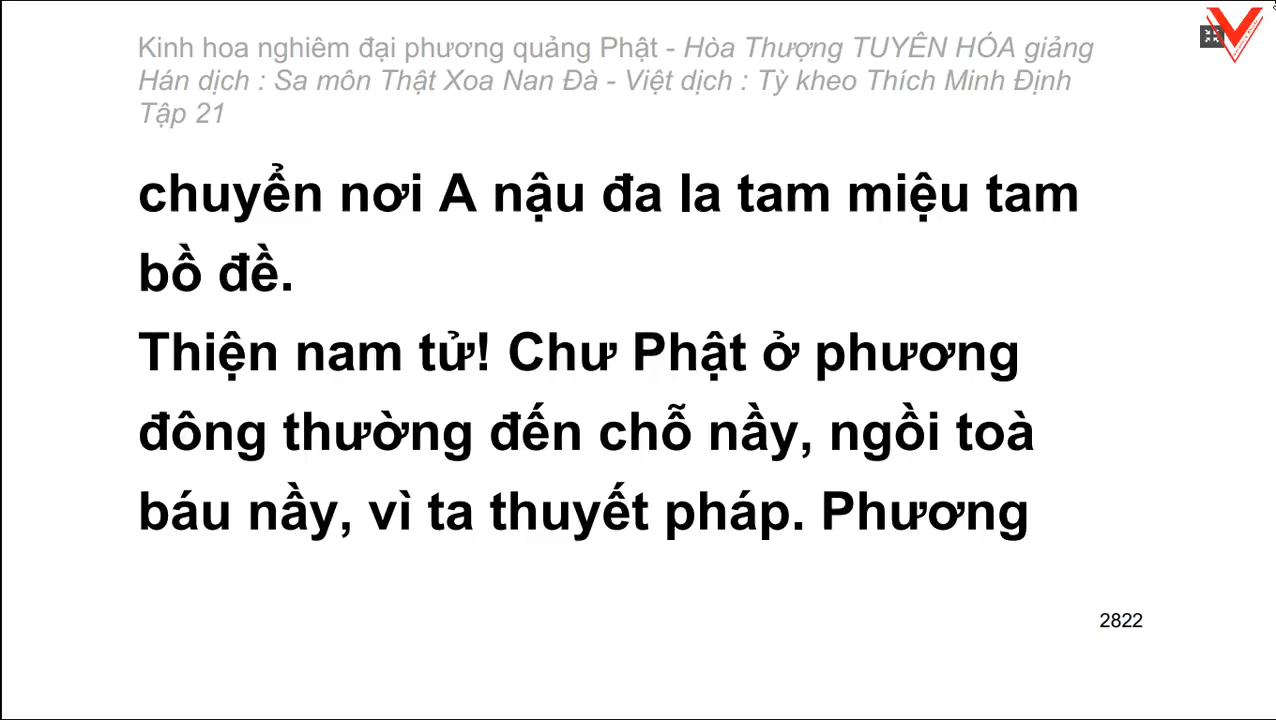 Kinh hoa nghiêm đại phương quảng Phật - Hòa Thượng TUYÊN HÓA giảng
Hán dịch : Sa môn Thật Xoa Nan Đà - Việt dịch : Tỳ kheo Thích Minh Định
Tập 21
chuyển nơi A nậu đa la tam miệu tam
bồ đề.
Thiện nam tử! Chư Phật ở phương
đông thường đến chỗ nầy, ngồi toà
báu nầy, vì ta thuyết pháp. Phương
2822